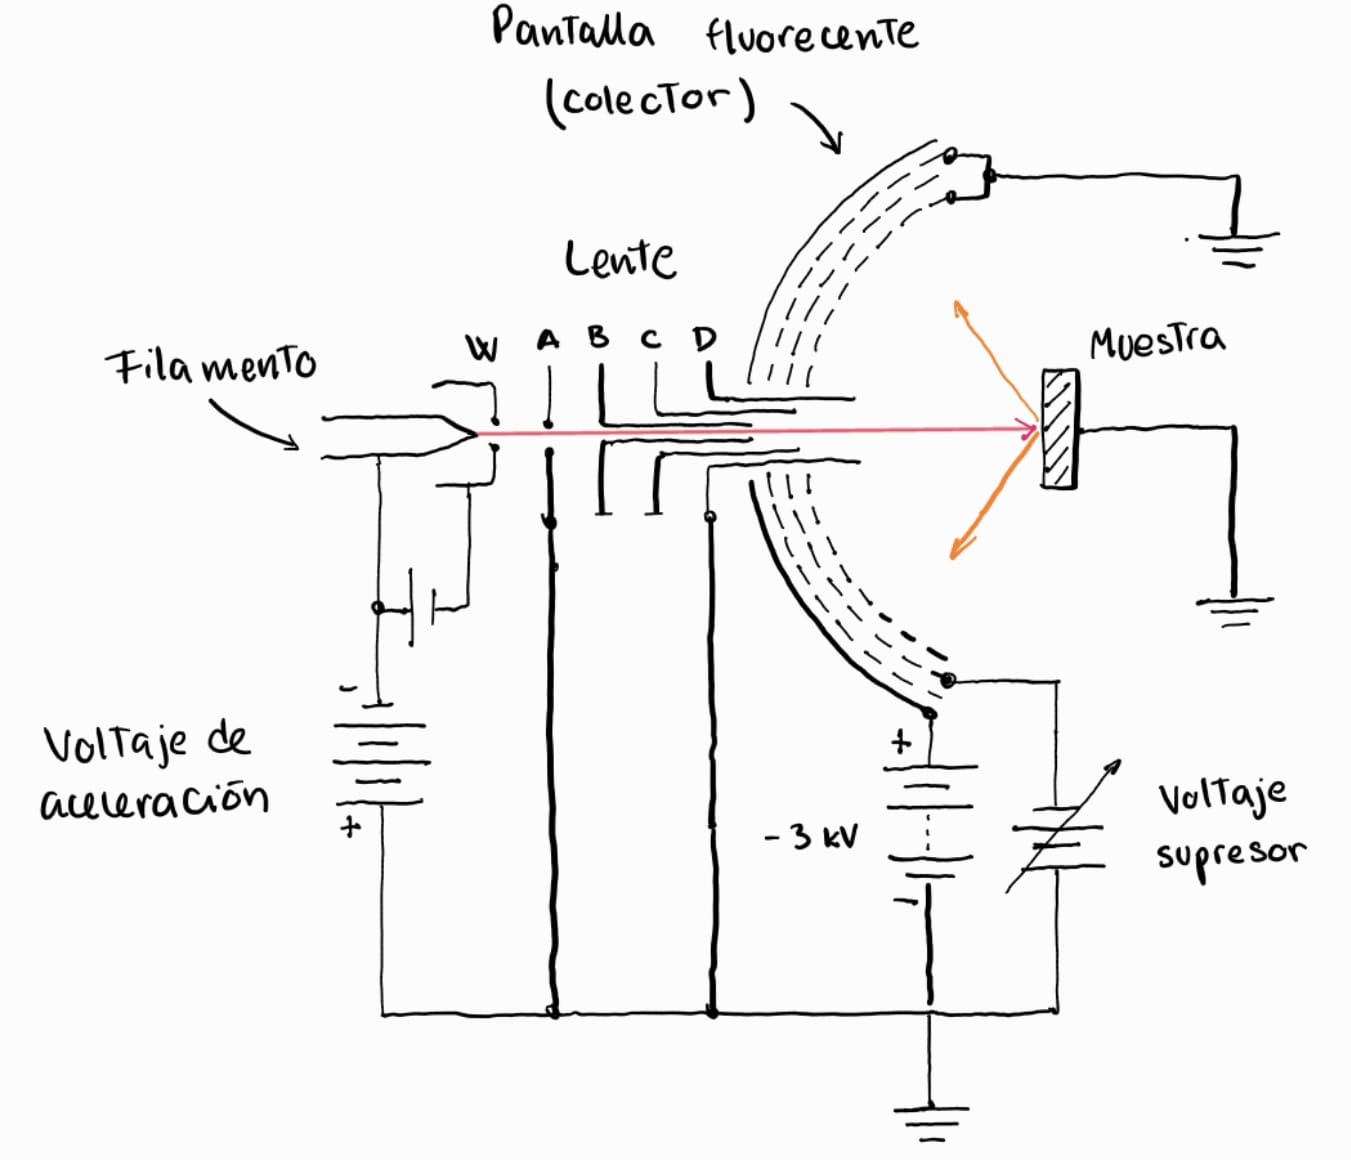 Pantalla fluorecente
(colector)
Lente
W A B C D
Filamento
Muestra
-
+
Voltaje de
aceleración
+
- 3 kV
-
Voltaje
supresor